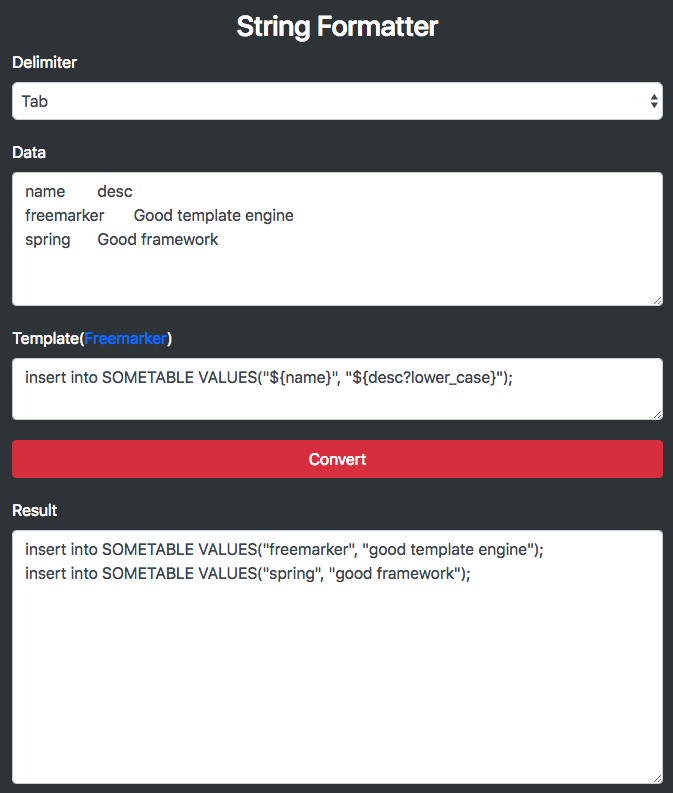 String Formatter
Delimiter
Tab
Data
name desc
freemarker Good template engine
spring Good framework
Template(Freemarker)
insert into SOMETABLE VALUES("${name}", "${desc?lower_case}");
Convert
Result
insert into SOMETABLE VALUES("freemarker", "good template engine");
insert into SOMETABLE VALUES("spring", "good framework");